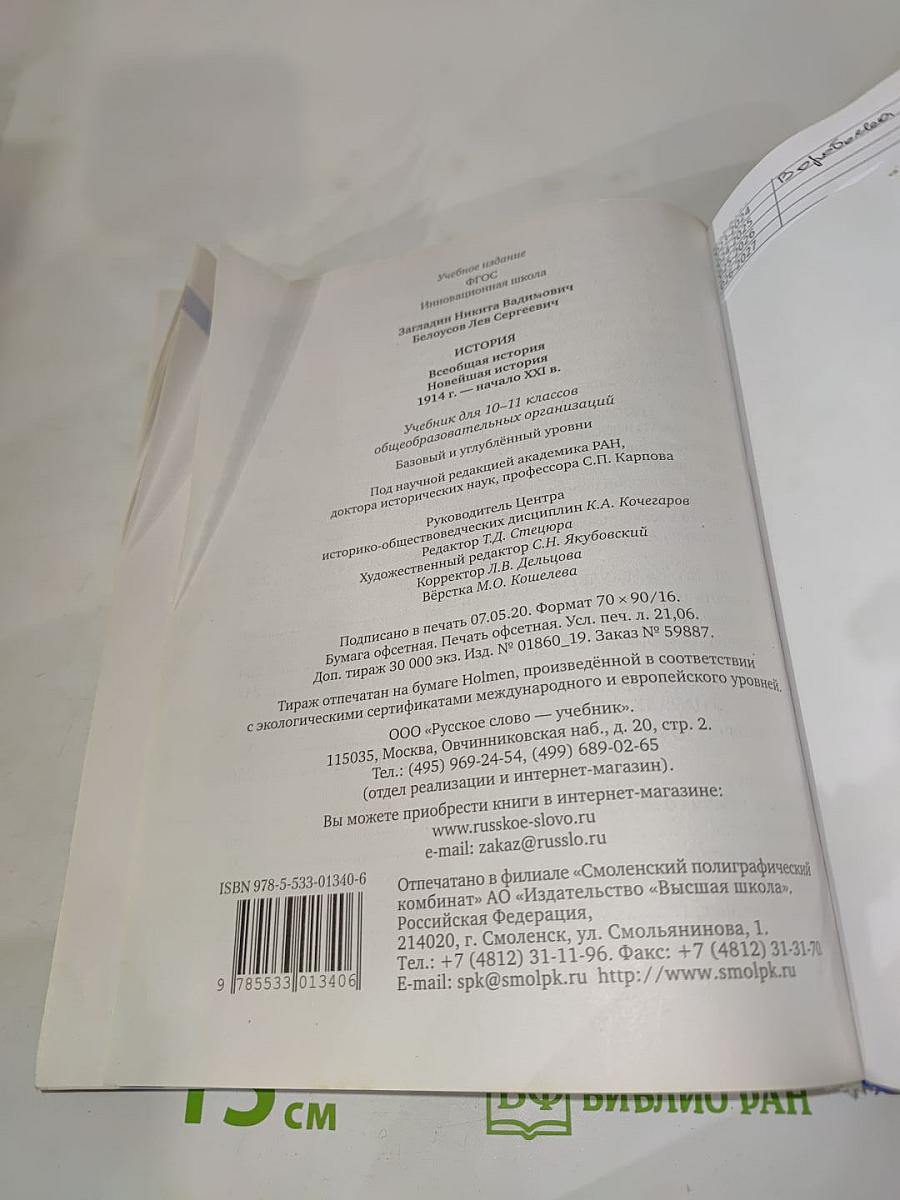 Учебное издание
ФГОС
Инновационная школа
Загладин Никита Вадимович
Белоусов Лев Сергеевич
ИСТОРИЯ
Всеобщая история
Новейшая история
1914 г. — начало XXI в.
Учебник для 10–11 классов
общеобразовательных организаций
Базовый и углублённый уровни
Под научной редакцией академика РАН,
доктора исторических наук, профессора С.П. Карпова
Руководитель Центра
историко-обществоведческих дисциплин К.А. Кочегаров
Редактор Т.Д. Стецюра
Художественный редактор С.Н. Якубовский
Корректор Л.В. Дельцова
Вёрстка М.О. Кошелева
Подписано в печать 07.05.20. Формат 70 × 90/16.
Бумага офсетная. Печать офсетная. Усл. печ. л. 21,06.
Доп. тираж 30 000 экз. Изд. № 01860_19. Заказ № 59887.
Тираж отпечатан на бумаге Holmen, произведённой в соответствии
с экологическими сертификатами международного и европейского уровней.
ООО «Русское слово — учебник».
115035, Москва, Овчинниковская наб., д. 20, стр. 2.
Тел.: (495) 969-24-54, (499) 689-02-65
(отдел реализации и интернет-магазин).
Вы можете приобрести книги в интернет-магазине:
www.russkoe-slovo.ru
e-mail: zakaz@russlo.ru
ISBN 978-5-533-01340-6
9 785533 013406
Отпечатано в филиале «Смоленский полиграфический
комбинат» АО «Издательство «Высшая школа».
Российская Федерация,
214020, г. Смоленск, ул. Смольянинова, 1.
Тел.: +7 (4812) 31-11-96. Факс: +7 (4812) 31-31-70
E-mail: spk@smolpk.ru http://www.smolpk.ru
15 см
БИБЛИО РАН